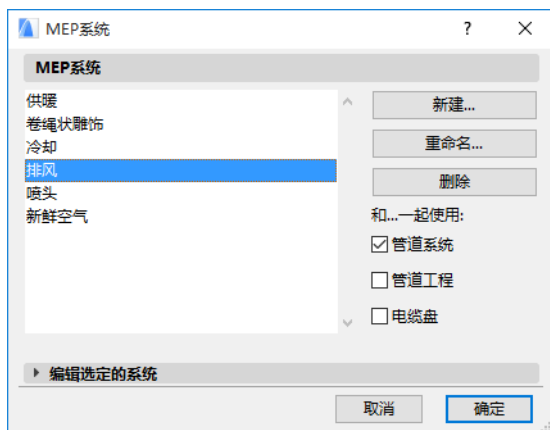 MEP系统
?
MEP系统
供暖
卷绳状雕饰
冷却
排风
喷头
新鲜空气
新建...
重命名...
删除
和...一起使用:
管道系统
管道工程
电缆盘
编辑选定的系统
取消
确定